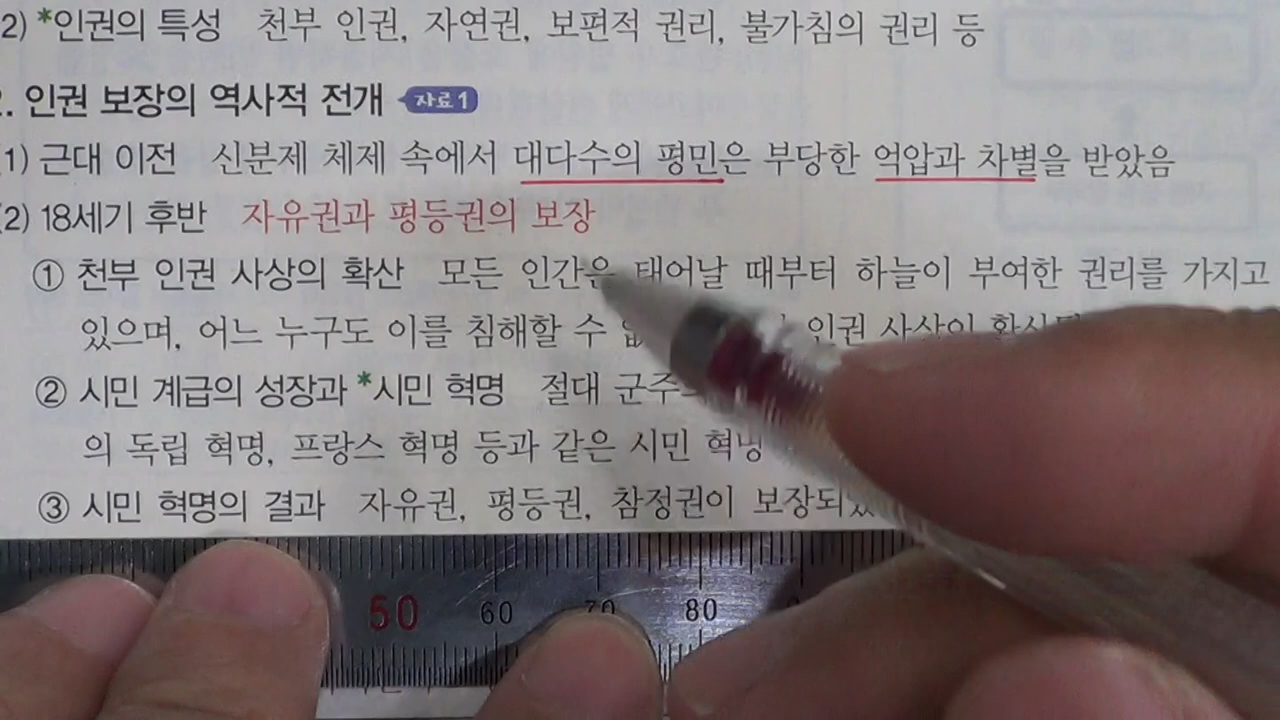 2) *인권의 특성 천부 인권, 자연권, 보편적 권리, 불가침의 권리 등
. 인권 보장의 역사적 전개 자료1
1) 근대 이전 신분제 체제 속에서 대다수의 평민은 부당한 억압과 차별을 받았음
(2) 18세기 후반 자유권과 평등권의 보장
① 천부 인권 사상의 확산 모든 인간은 태어날 때부터 하늘이 부여한 권리를 가지고
있으며, 어느 누구도 이를 침해할 수 인권 사상이
② 시민 계급의 성장과 *시민 혁명 절대
의 독립 혁명, 프랑스 혁명 등과 같은 시민 혁명
③ 시민 혁명의 결과 자유권, 평등권, 참정권이
50 60 70 80